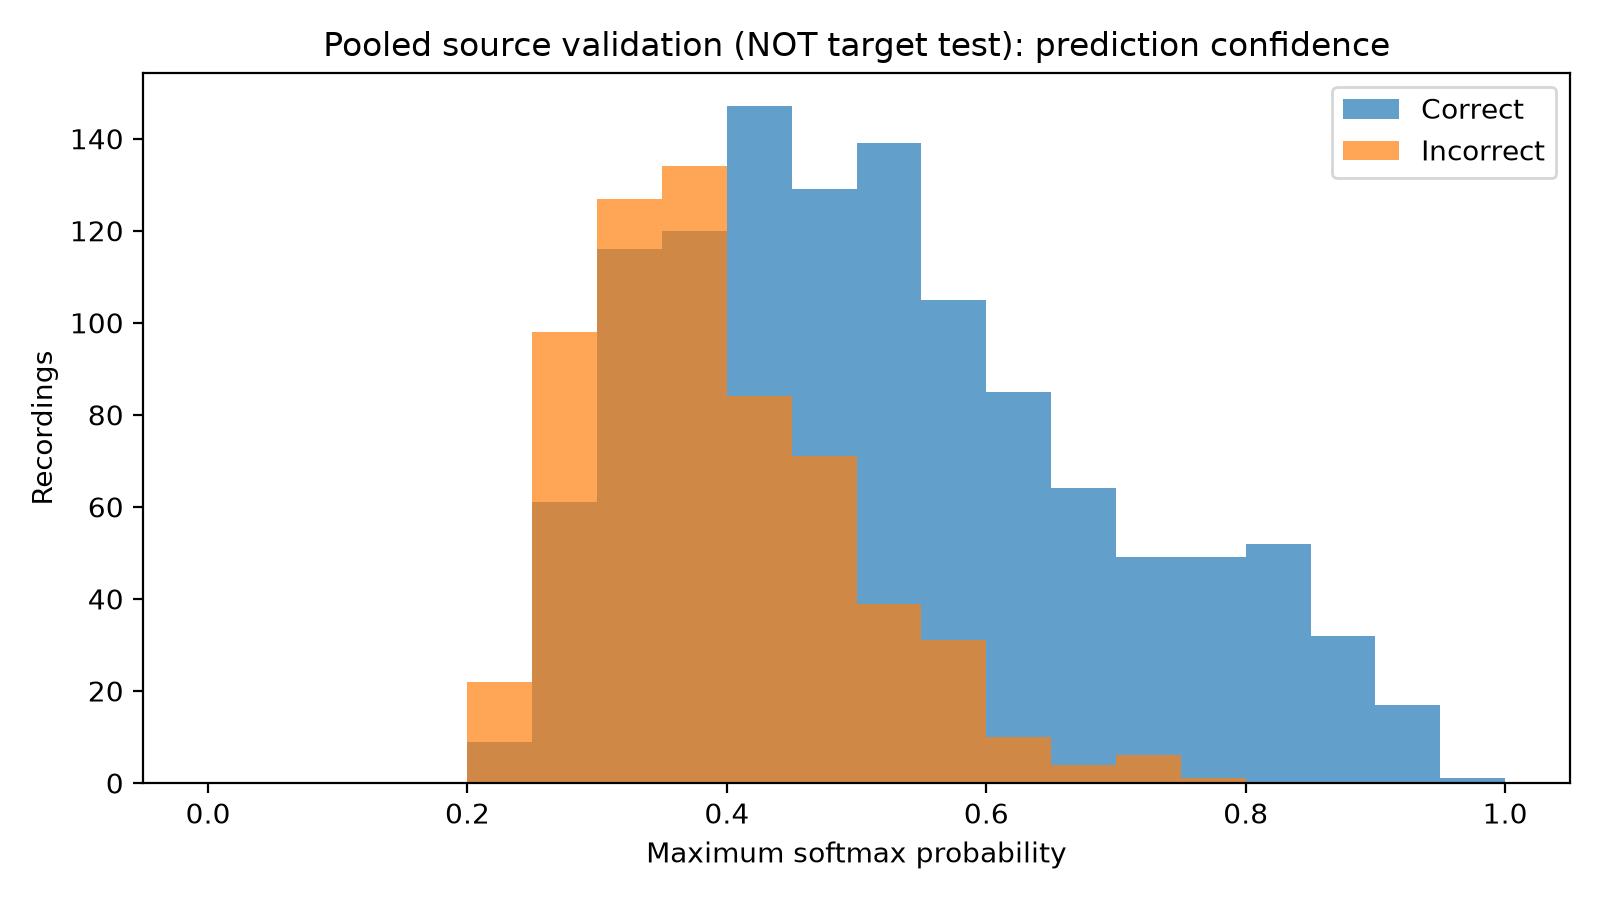 Pooled source validation (NOT target test): prediction confidence
Correct
Incorrect
140
120
100
80
60
40
20
0
Recordings
0.0 0.2 0.4 0.6 0.8 1.0
Maximum softmax probability